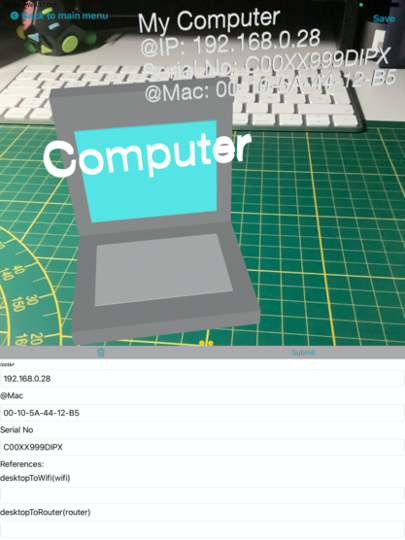 Back to main menu
Save
My Computer
@IP: 192.168.0.28
Serial No: C00XX999DIPX
@Mac: 00-10-5A-44-12-B5
Computer
150
160
Submit
192.168.0.28
@Mac
00-10-5A-44-12-B5
Serial No
C00XX999DIPX
References:
desktopToWifi(wifi)
desktopToRouter(router)